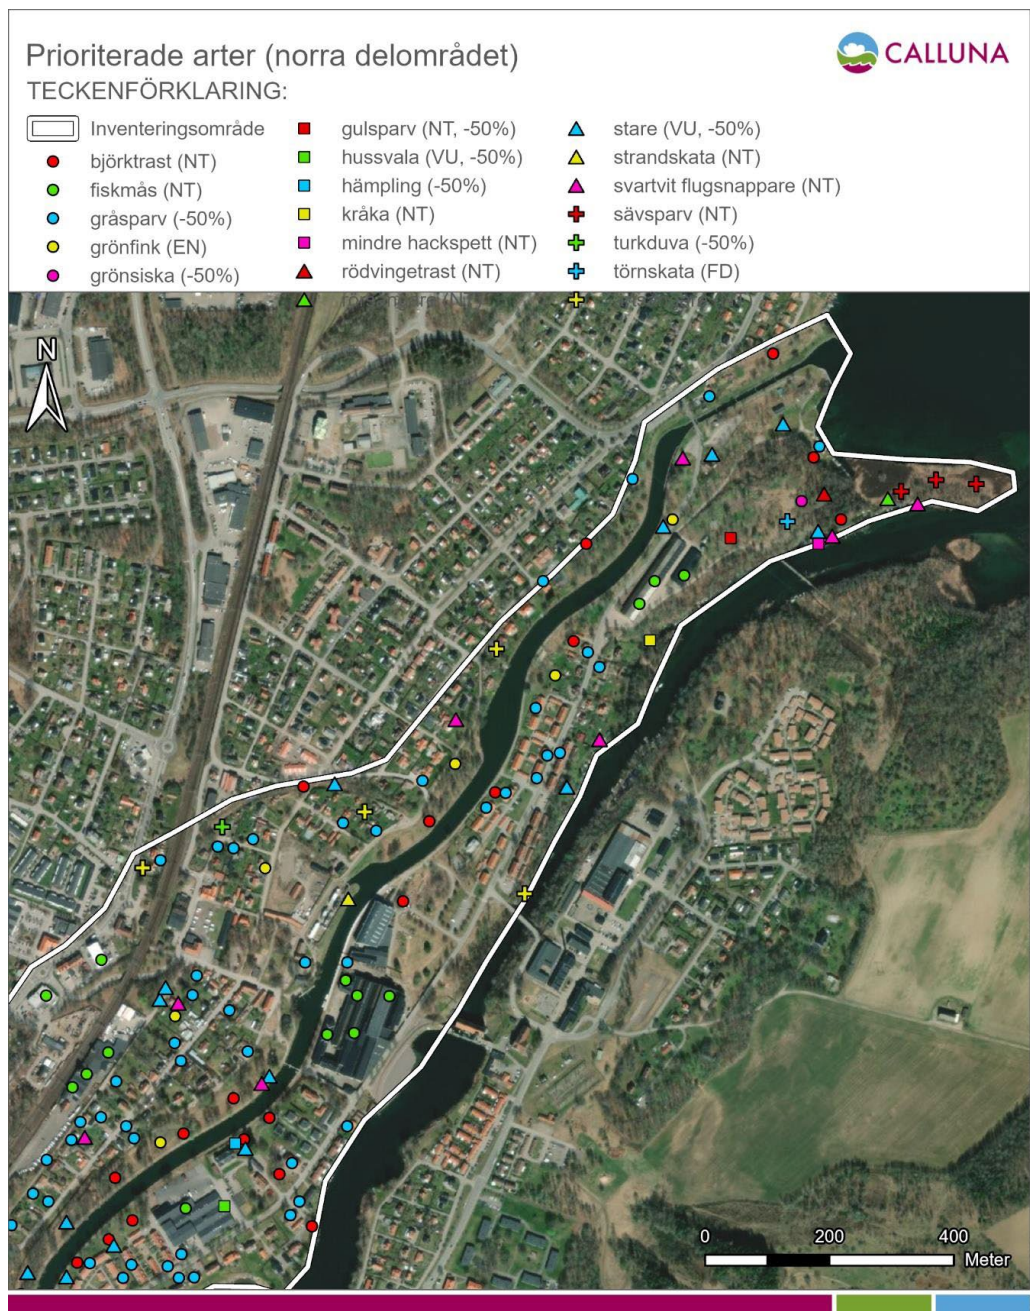 Prioriterade arter (norra delområdet)
CALLUNA
TECKENFÖRKLARING:
Inventeringsområde
björktrast (NT)
fiskmås (NT)
gråsparv (-50%)
grönfink (EN)
grönsiska (-50%)
gulsparv (NT, -50%)
hussvala (VU, -50%)
hämpling (-50%)
kråka (NT)
mindre hackspett (NT)
rödvingetrast (NT)
stare (VU, -50%)
strandskata (NT)
svartvit flugsnappare (NT)
sävsparv (NT)
turkduva (-50%)
törnskata (FD)
N
0 200 400
Meter